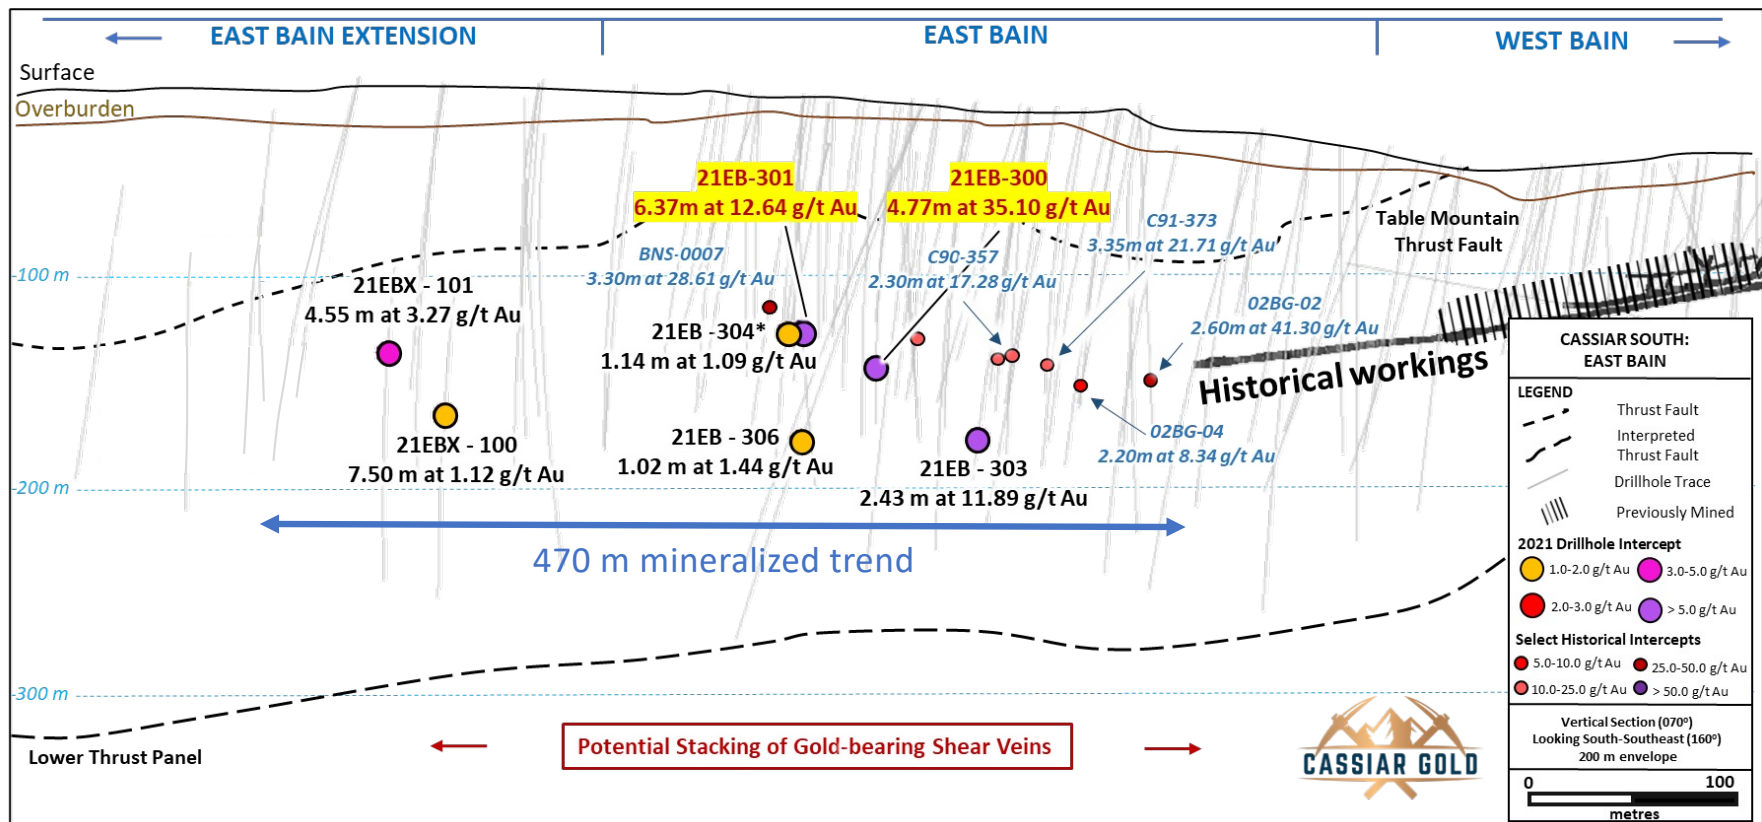 EAST BAIN EXTENSION
EAST BAIN
WEST BAIN
Surface
Overburden
21EB-301
6.37m at 12.64 g/t Au
21EB-300
4.77m at 35.10 g/t Au
C91-373
3.35m at 21.71 g/t Au
Table Mountain
Thrust Fault
BNS-0007
3.30m at 28.61 g/t Au
C90-357
2.30m at 17.28 g/t Au
-100 m
21EBX - 101
4.55 m at 3.27 g/t Au
02BG-02
2.60m at 41.30 g/t Au
21EB -304*
1.14 m at 1.09 g/t Au
Historical workings
21EBX - 100
7.50 m at 1.12 g/t Au
21EB - 306
1.02 m at 1.44 g/t Au
02BG-04
2.20m at 8.34 g/t Au
21EB - 303
2.43 m at 11.89 g/t Au
-200 m
470 m mineralized trend
-300 m
Lower Thrust Panel
Potential Stacking of Gold-bearing Shear Veins
CASSIAR GOLD
CASSIAR SOUTH:
EAST BAIN
LEGEND
Thrust Fault
Interpreted
Thrust Fault
Drillhole Trace
Previously Mined
2021 Drillhole Intercept
1.0-2.0 g/t Au
3.0-5.0 g/t Au
2.0-3.0 g/t Au
> 5.0 g/t Au
Select Historical Intercepts
5.0-10.0 g/t Au
25.0-50.0 g/t Au
10.0-25.0 g/t Au
> 50.0 g/t Au
Vertical Section (070º)
Looking South-Southeast (160º)
200 m envelope
0 100
metres